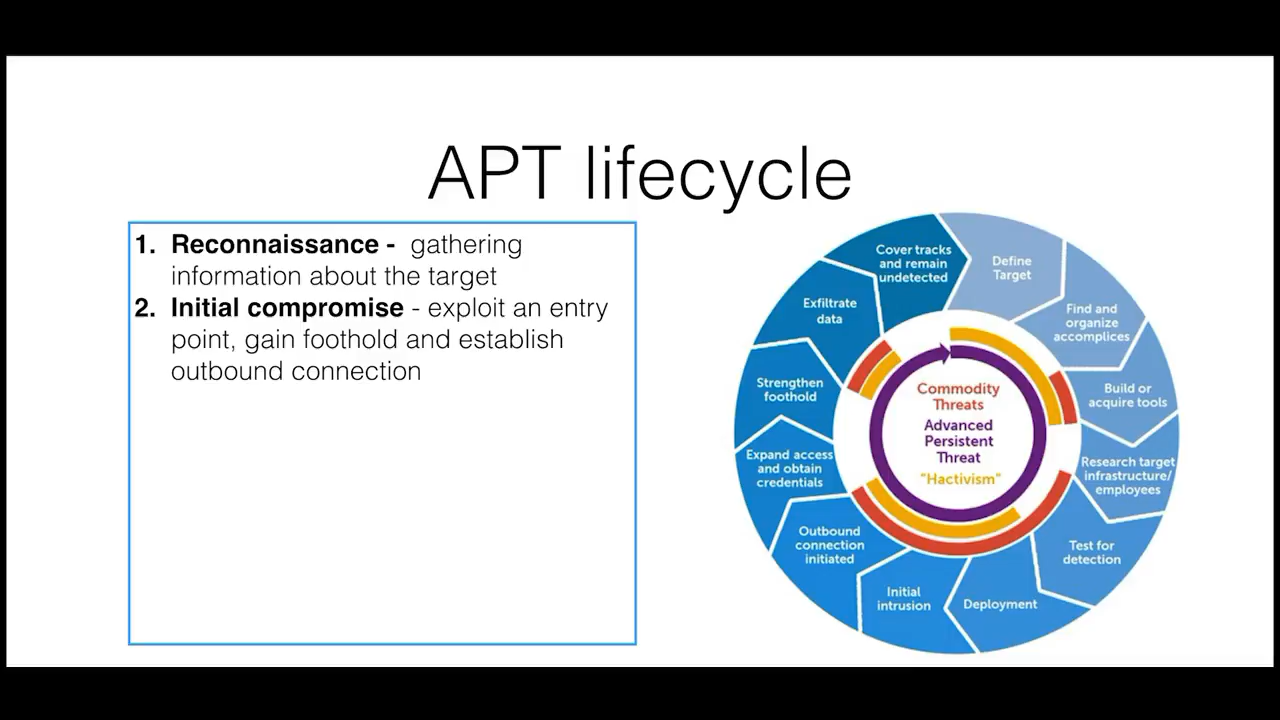 APT lifecycle
1. Reconnaissance - gathering
information about the target
2. Initial compromise - exploit an entry
point, gain foothold and establish
outbound connection
Define
Target
Find and
organize
accomplices
Build or
acquire tools
Research target
infrastructure/
employees
Test for
detection
Deployment
Initial
intrusion
Outbound
connection
initiated
Expand access
and obtain
credentials
Strengthen
foothold
Exfiltrate
data
Cover tracks
and remain
undetected
Commodity
Threats
Advanced
Persistent
Threat
"Hactivism"